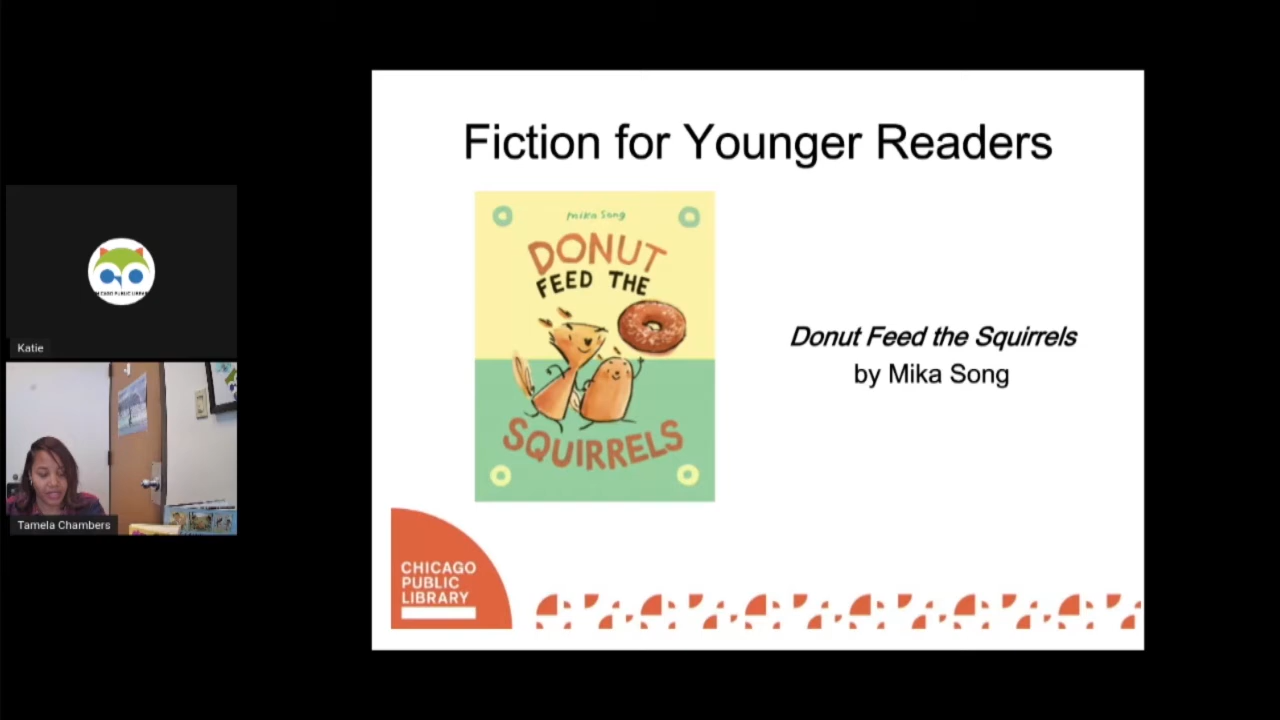 Fiction for Younger Readers
mika song
DONUT
FEED THE
SQUIRRELS
Donut Feed the Squirrels
by Mika Song
CHICAGO
PUBLIC
LIBRARY
Katie
Tamela Chambers